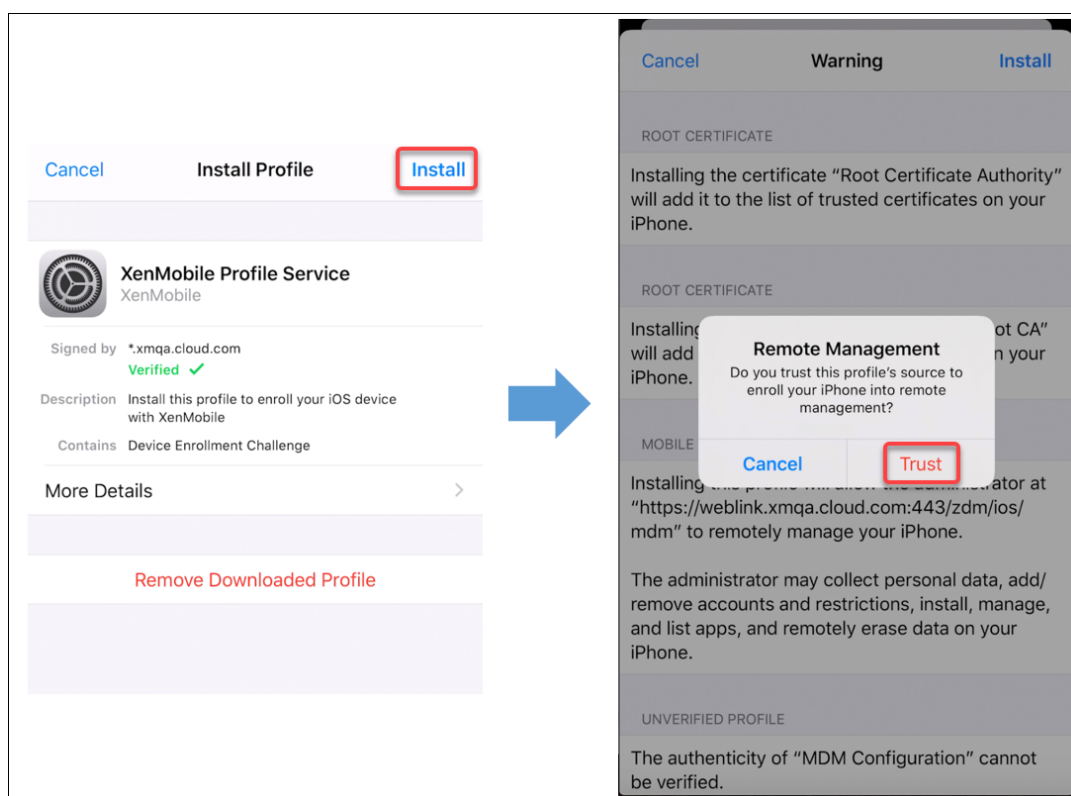 Cancel Install Profile Install
XenMobile Profile Service
XenMobile
Signed by *.xmqa.cloud.com
Verified ✓
Description Install this profile to enroll your iOS device
with XenMobile
Contains Device Enrollment Challenge
More Details
Remove Downloaded Profile
Cancel Warning Install
ROOT CERTIFICATE
Installing the certificate “Root Certificate Authority”
will add it to the list of trusted certificates on your
iPhone.
ROOT CERTIFICATE
Installing ot CA”
will add n your
iPhone.
Remote Management
Do you trust this profile’s source to
enroll your iPhone into remote
management?
Cancel Trust
MOBILE
Installing this profile will allow the administrator at
“https://weblink.xmqa.cloud.com:443/zdm/ios/
mdm” to remotely manage your iPhone.
The administrator may collect personal data, add/
remove accounts and restrictions, install, manage,
and list apps, and remotely erase data on your
iPhone.
UNVERIFIED PROFILE
The authenticity of “MDM Configuration” cannot
be verified.